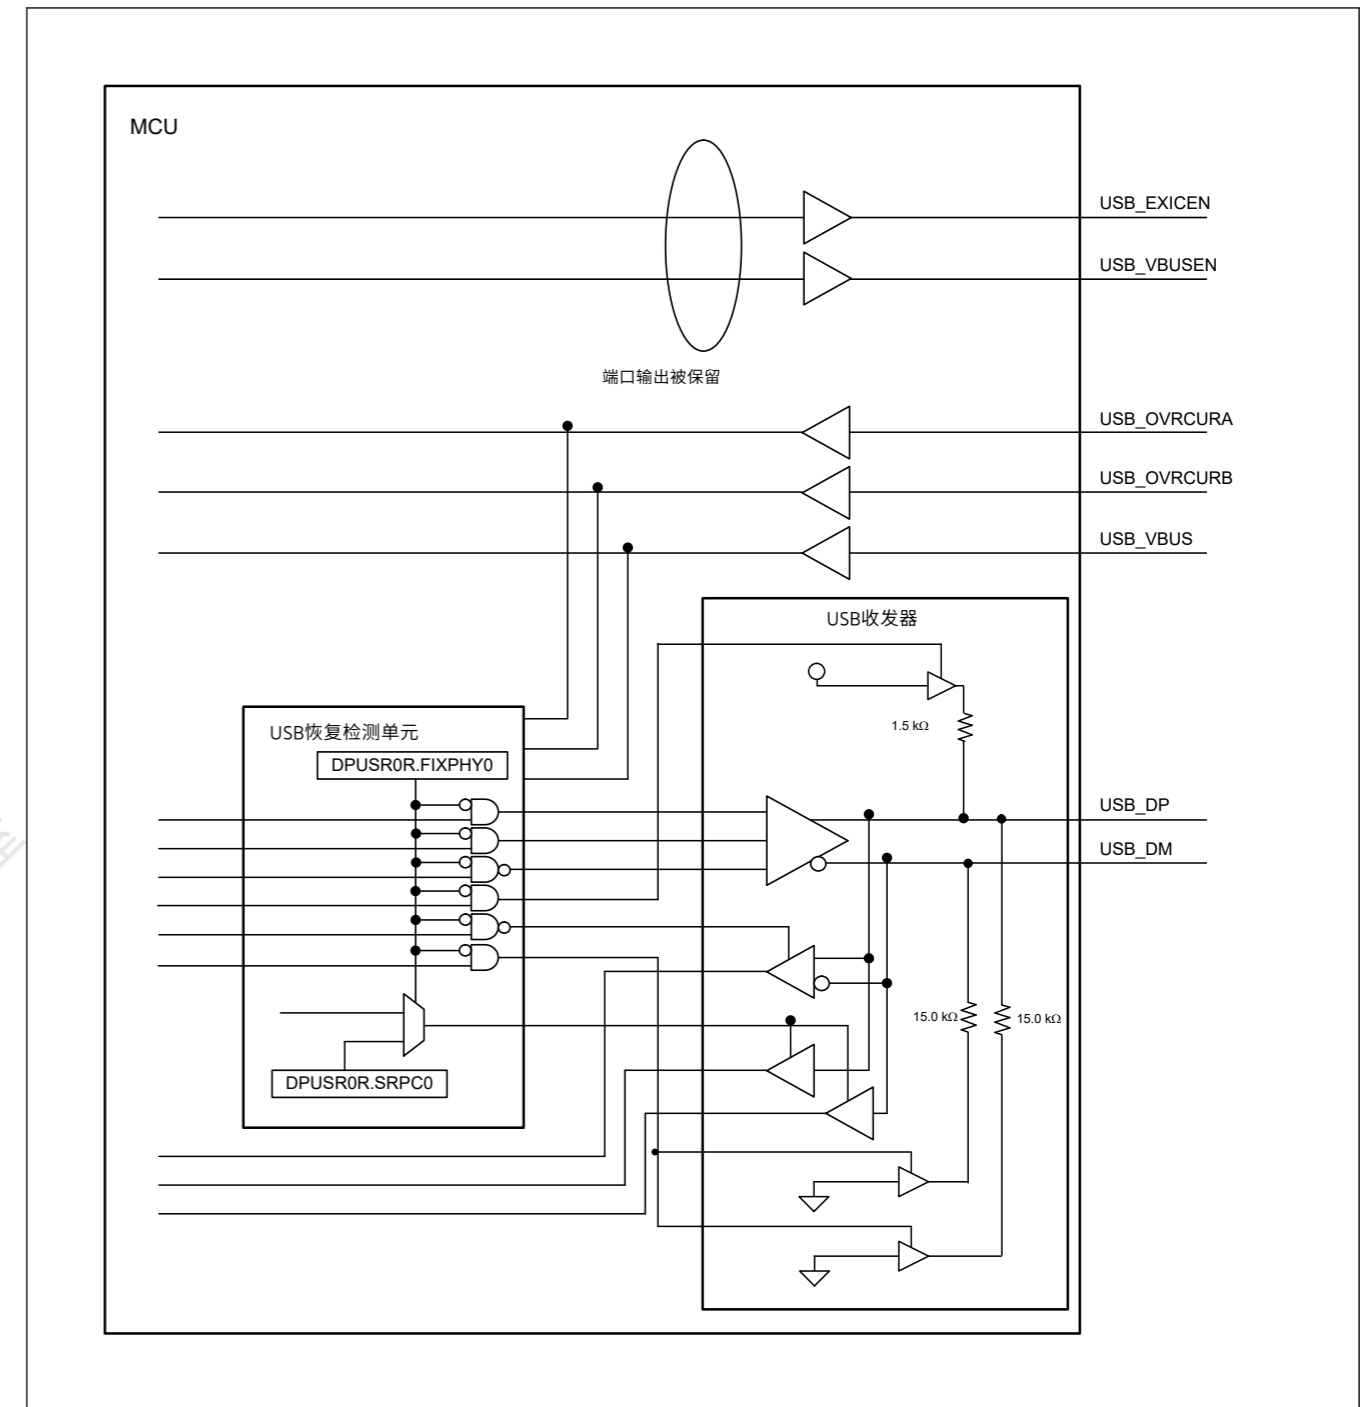 MCU
USB_EXICEN
USB_VBUSEN
端口输出被保留
USB_OVRCURA
USB_OVRCURB
USB_VBUS
USB收发器
1.5 kΩ
USB恢复检测单元
DPUSR0R.FIXPHY0
USB_DP
USB_DM
15.0 kΩ
15.0 kΩ
DPUSR0R.SRPC0